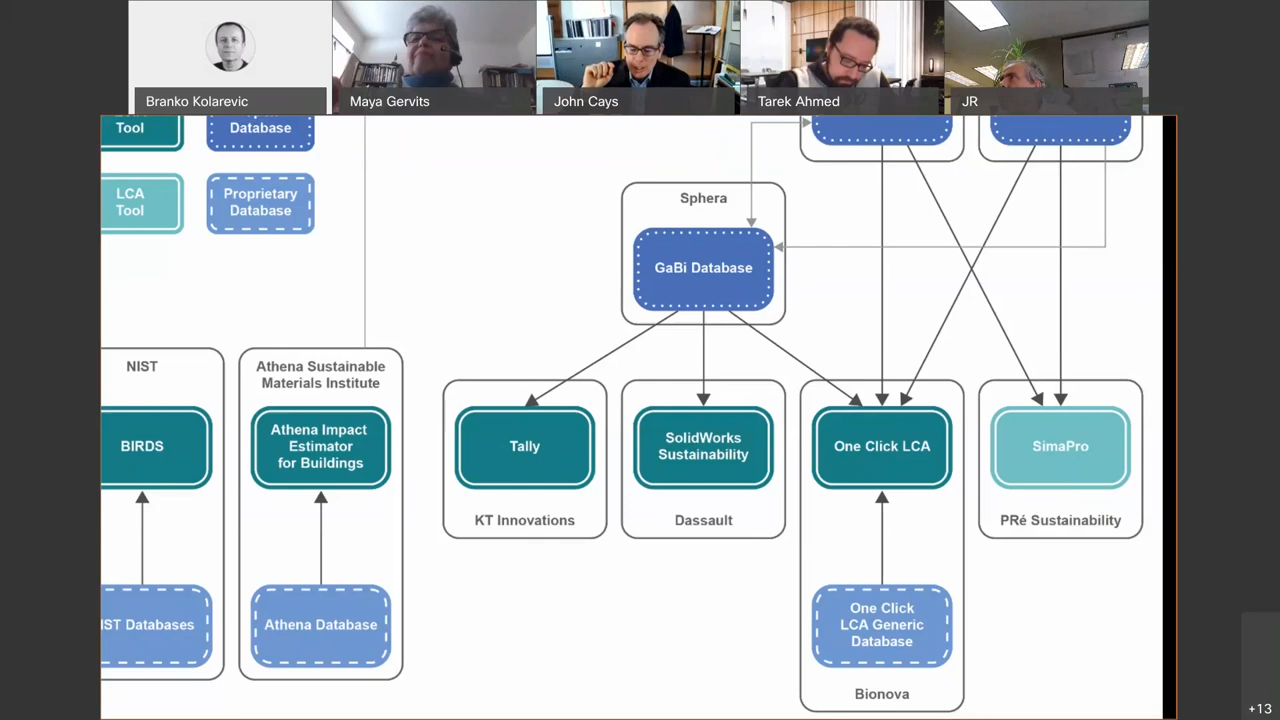 Branko Kolarevic
Maya Gervits
John Cays
Tarek Ahmed
JR
Tool
Database
LCA
Tool
Proprietary
Database
Sphera
GaBi Database
NIST
Athena Sustainable
Materials Institute
BIRDS
Athena Impact
Estimator
for Buildings
Tally
SolidWorks
Sustainability
One Click LCA
SimaPro
KT Innovations
Dassault
PRé Sustainability
Databases
Athena Database
One Click
LCA Generic
Database
Bionova
+13